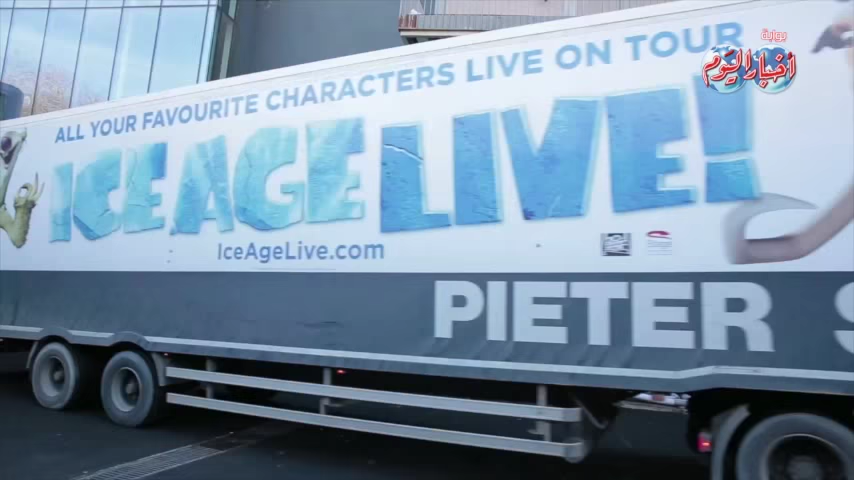 بوابة
أخبار اليوم
ALL YOUR FAVOURITE CHARACTERS LIVE ON TOUR
ICE AGE LIVE!
IceAgeLive.com
PIETER S